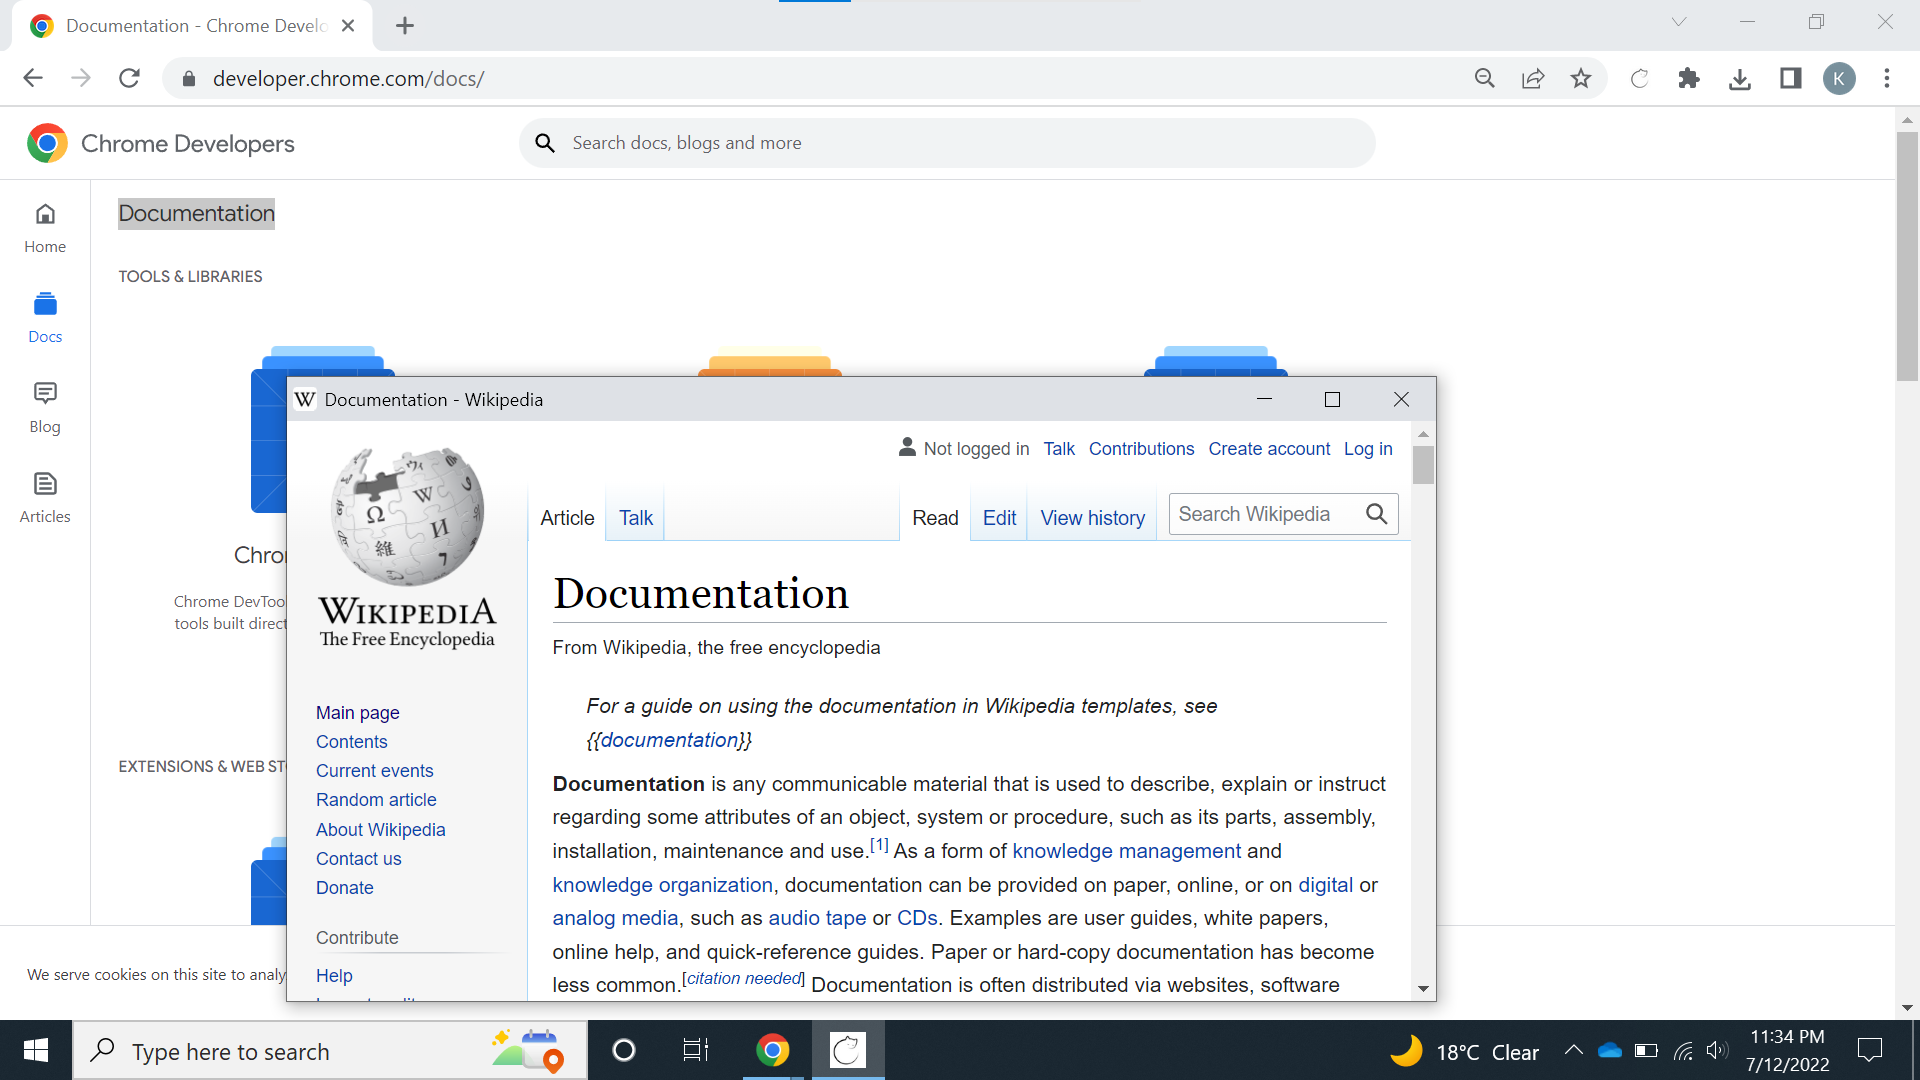 Documentation - Chrome Develo
developer.chrome.com/docs/
K
Chrome Developers
Search docs, blogs and more
Home
Docs
Blog
Articles
Documentation
TOOLS & LIBRARIES
Chro
Chrome DevToo
tools built direct
EXTENSIONS & WEB ST
We serve cookies on this site to analy
W Documentation - Wikipedia
WIKIPEDIA
The Free Encyclopedia
Main page
Contents
Current events
Random article
About Wikipedia
Contact us
Donate
Contribute
Help
Not logged in Talk Contributions Create account Log in
Article Talk Read Edit View history Search Wikipedia
Documentation
From Wikipedia, the free encyclopedia
For a guide on using the documentation in Wikipedia templates, see
{{documentation}}
Documentation is any communicable material that is used to describe, explain or instruct
regarding some attributes of an object, system or procedure, such as its parts, assembly,
installation, maintenance and use.[1] As a form of knowledge management and
knowledge organization, documentation can be provided on paper, online, or on digital or
analog media, such as audio tape or CDs. Examples are user guides, white papers,
online help, and quick-reference guides. Paper or hard-copy documentation has become
less common.[citation needed] Documentation is often distributed via websites, software
Type here to search
18°C Clear
11:34 PM
7/12/2022